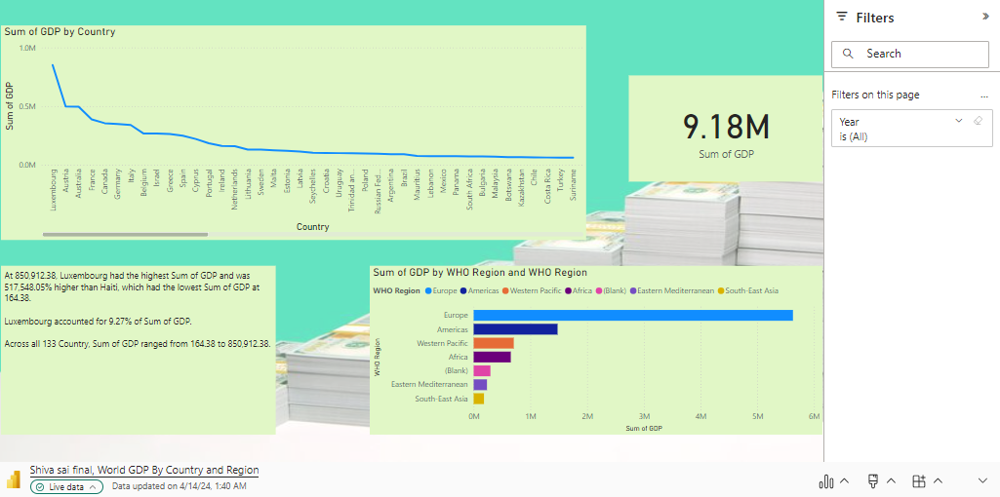 Sum of GDP by Country
1.0M
0.5M
0.0M
Sum of GDP
Luxembourg
Austria
Australia
France
Canada
Germany
Italy
Belgium
Israel
Greece
Spain
Cyprus
Portugal
Ireland
Netherlands
Lithuania
Sweden
Malta
Estonia
Latvia
Seychelles
Croatia
Uruguay
Trinidad an...
Poland
Russian Fed...
Argentina
Brazil
Mauritius
Lebanon
Mexico
Panama
South Africa
Bulgaria
Malaysia
Botswana
Kazakhstan
Chile
Costa Rica
Turkey
Suriname
Country
9.18M
Sum of GDP
At 850,912.38, Luxembourg had the highest Sum of GDP and was
517,548.05% higher than Haiti, which had the lowest Sum of GDP at
164.38.
Luxembourg accounted for 9.27% of Sum of GDP.
Across all 133 Country, Sum of GDP ranged from 164.38 to 850,912.38.
Sum of GDP by WHO Region and WHO Region
WHO Region Europe Americas Western Pacific Africa (Blank) Eastern Mediterranean South-East Asia
WHO Region
Europe
Americas
Western Pacific
Africa
(Blank)
Eastern Mediterranean
South-East Asia
0M 1M 2M 3M 4M 5M 6M
Sum of GDP
Filters
Search
Filters on this page
...
Year
is (All)
Shiva sai final, World GDP By Country and Region
Live data
Data updated on 4/14/24, 1:40 AM